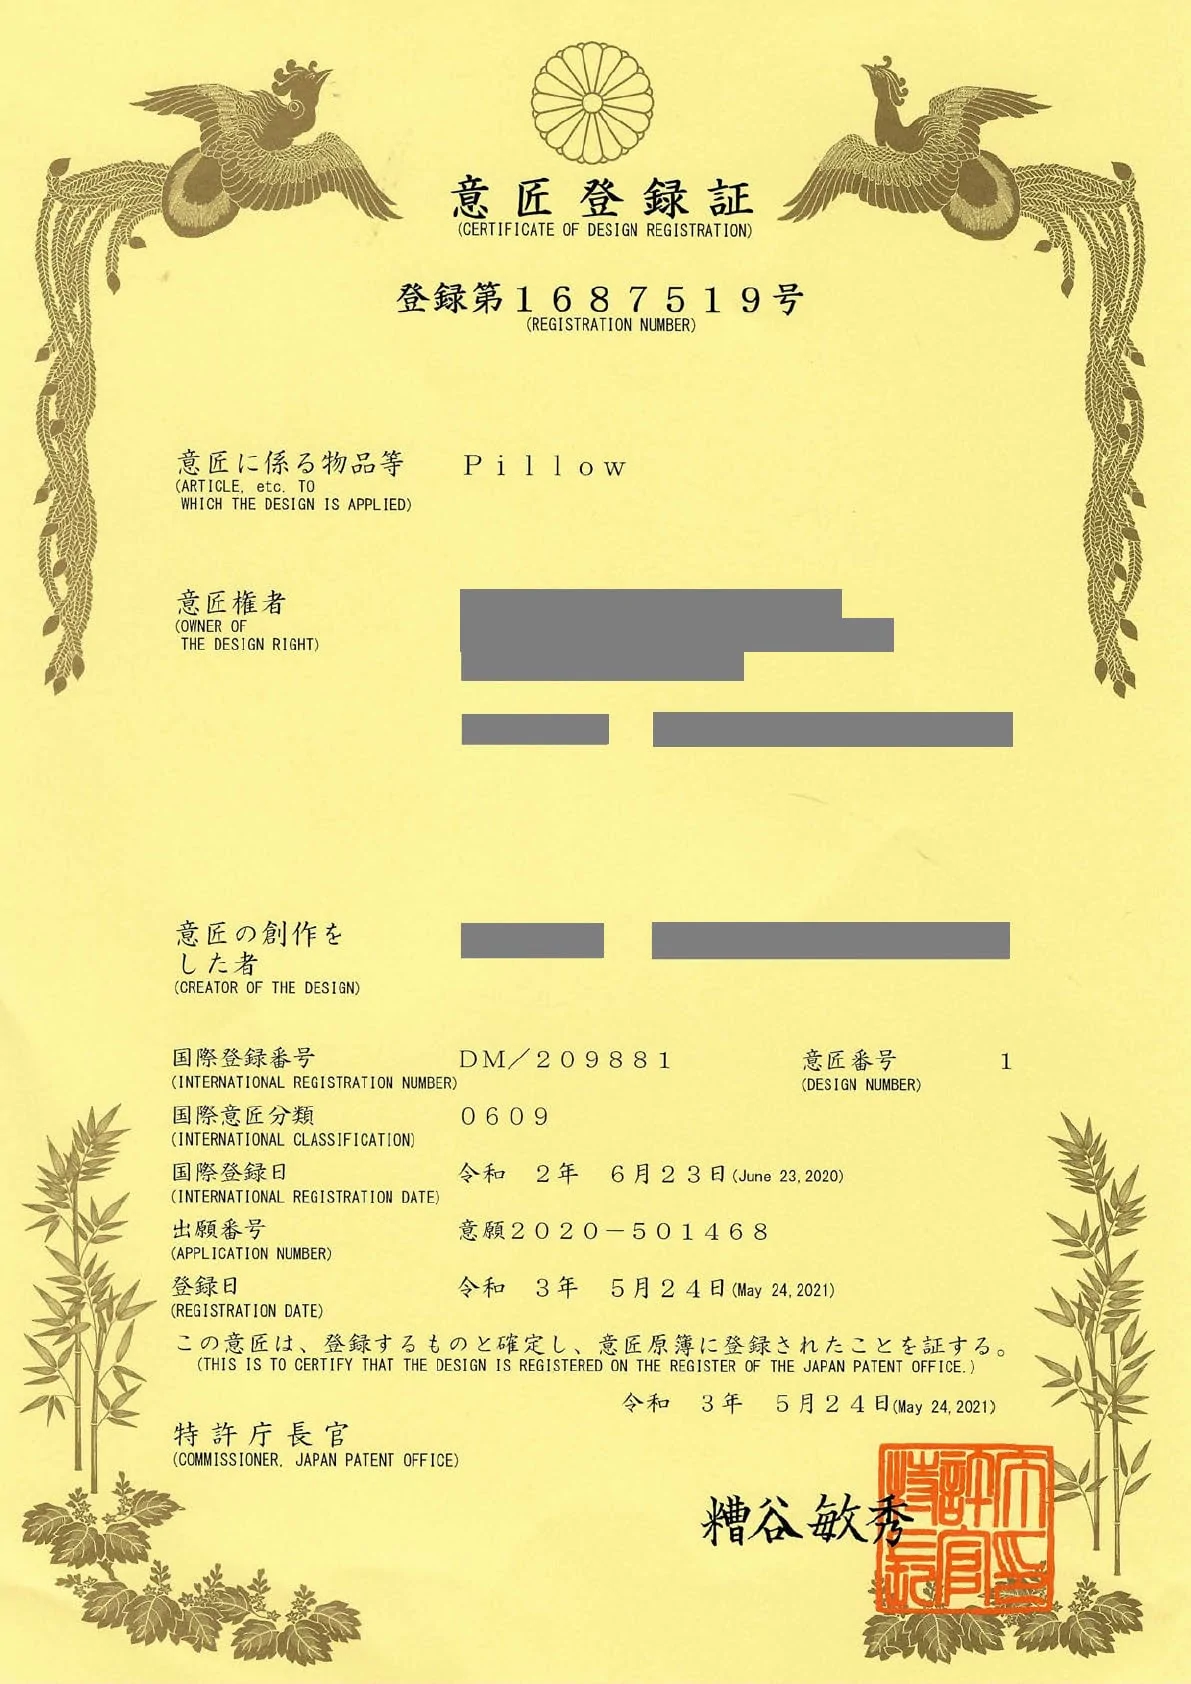 意匠登録証
(CERTIFICATE OF DESIGN REGISTRATION)
登録第1687519号
(REGISTRATION NUMBER)
意匠に係る物品等 Pillow
(ARTICLE, etc. TO
WHICH THE DESIGN IS APPLIED)
意匠権者
(OWNER OF
THE DESIGN RIGHT)
意匠の創作を
した者
(CREATOR OF THE DESIGN)
国際登録番号 DM/209881 意匠番号 1
(INTERNATIONAL REGISTRATION NUMBER) (DESIGN NUMBER)
国際意匠分類 0609
(INTERNATIONAL CLASSIFICATION)
国際登録日 令和 2年 6月23日(June 23,2020)
(INTERNATIONAL REGISTRATION DATE)
出願番号 意願2020-501468
(APPLICATION NUMBER)
登録日 令和 3年 5月24日(May 24,2021)
(REGISTRATION DATE)
この意匠は、登録するものと確定し、意匠原簿に登録されたことを証する。
(THIS IS TO CERTIFY THAT THE DESIGN IS REGISTERED ON THE REGISTER OF THE JAPAN PATENT OFFICE.)
令和 3年 5月24日(May 24,2021)
特許庁長官
(COMMISSIONER, JAPAN PATENT OFFICE)
糟谷敏秀